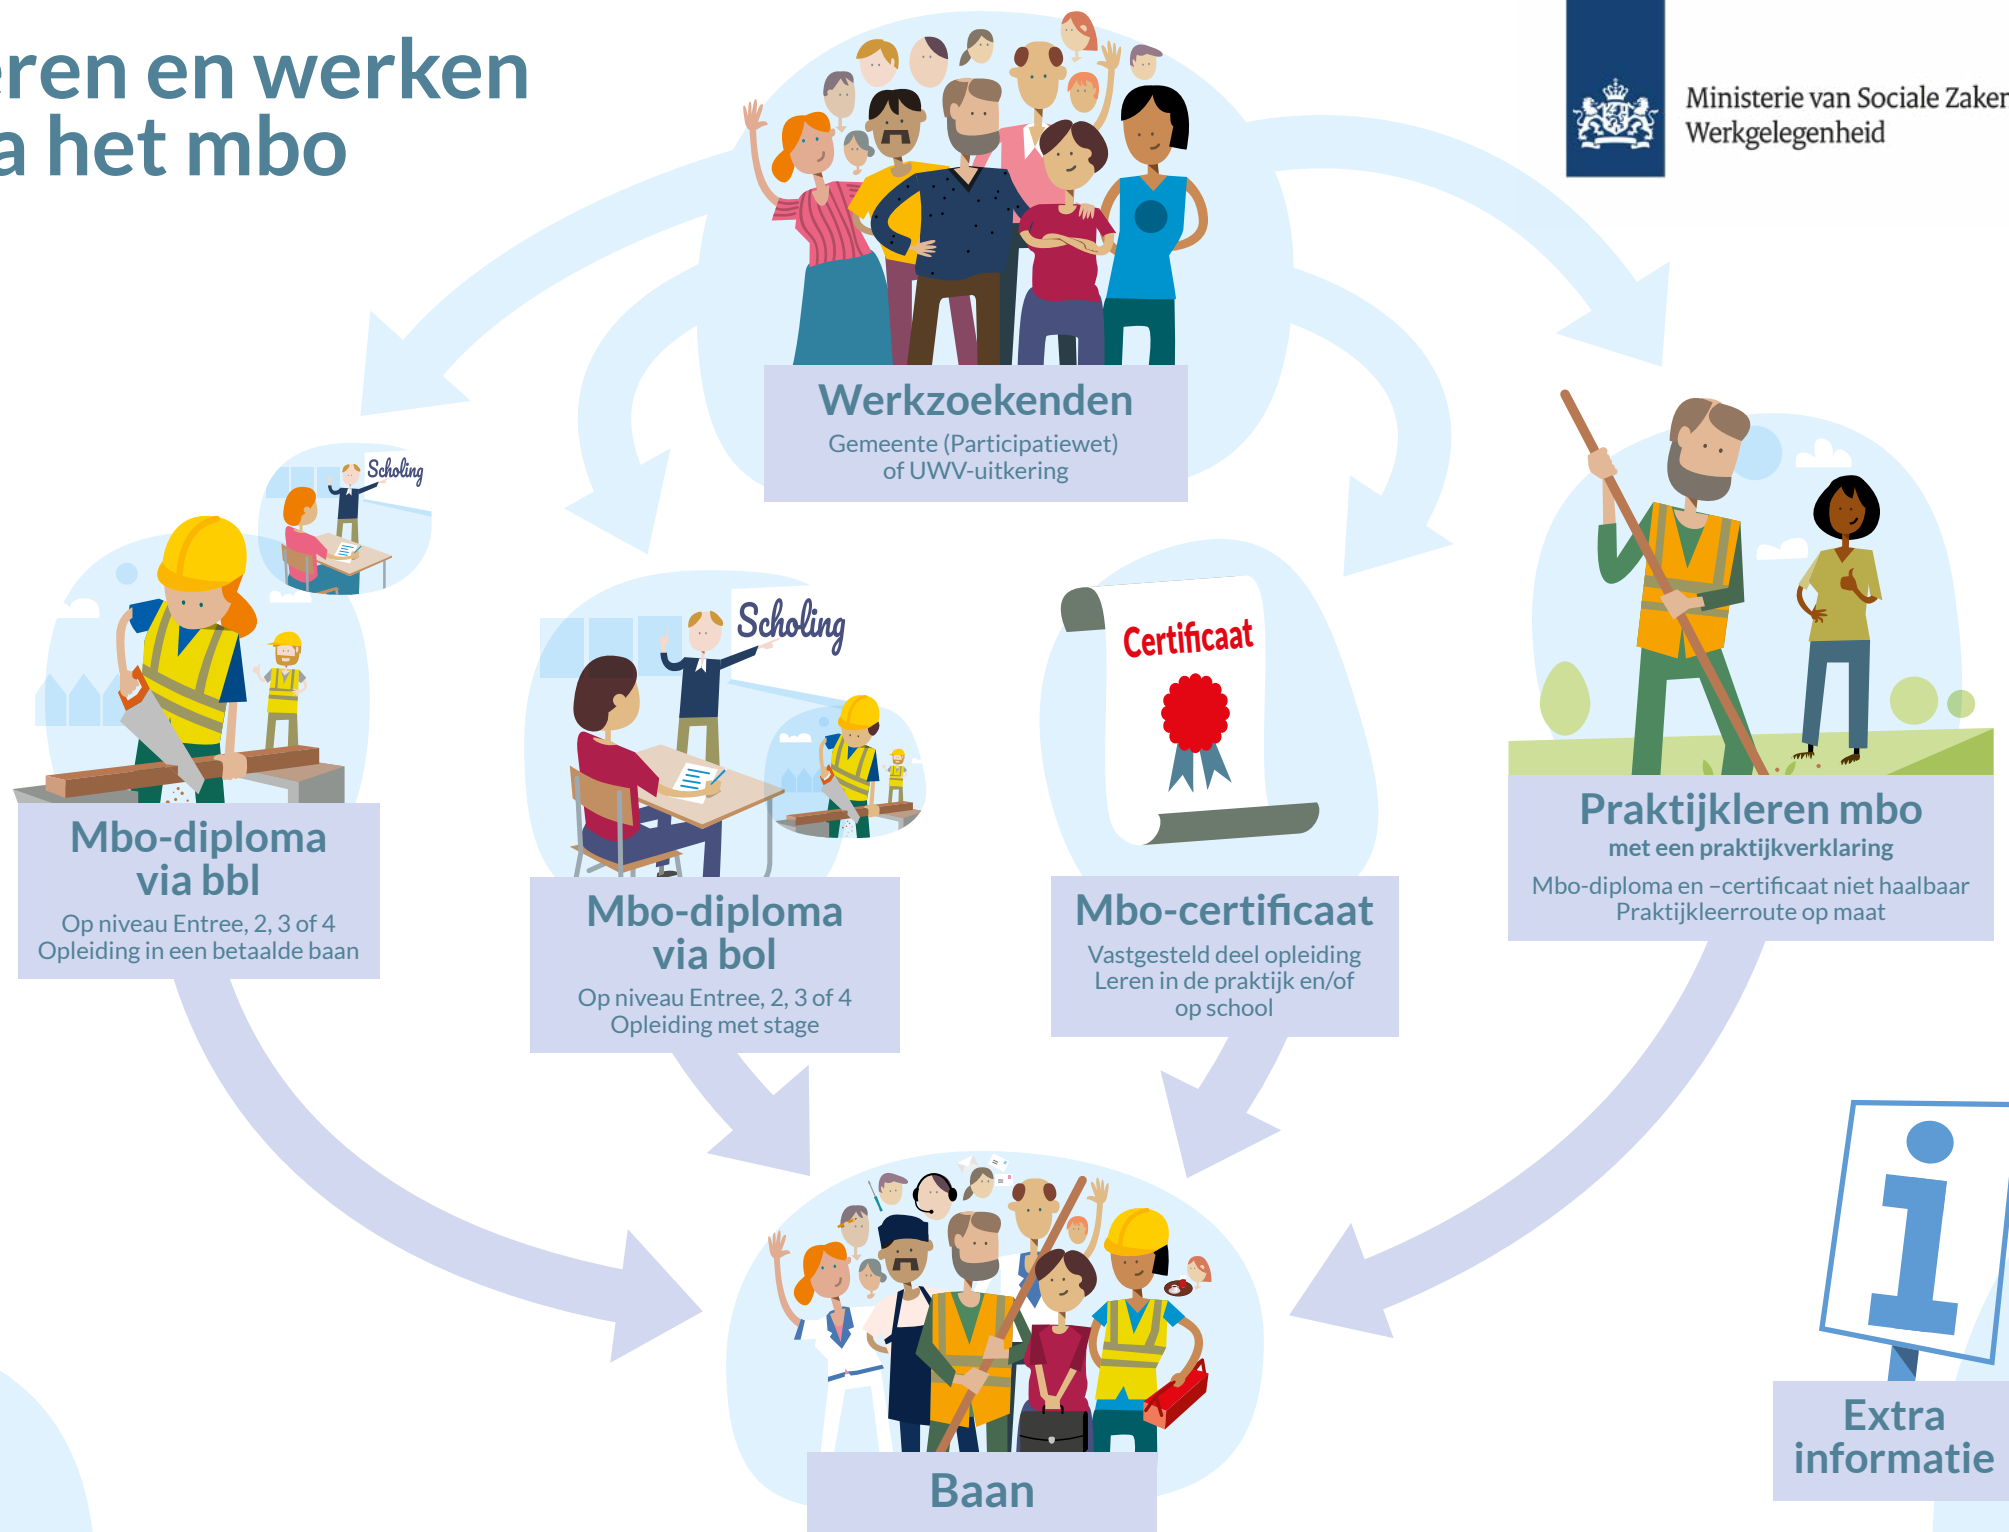 eren en werken
a het mbo
Ministerie van Sociale Zaken
Werkgelegenheid
Werkzoekenden
Gemeente (Participatiewet)
of UWV-uitkering
Scholing
Mbo-diploma
via bbl
Op niveau Entree, 2, 3 of 4
Opleiding in een betaalde baan
Scholing
Mbo-diploma
via bol
Op niveau Entree, 2, 3 of 4
Opleiding met stage
Certificaat
Mbo-certificaat
Vastgesteld deel opleiding
Leren in de praktijk en/of
op school
Praktijkleren mbo
met een praktijkverklaring
Mbo-diploma en –certificaat niet haalbaar
Praktijkleerroute op maat
Baan
i
Extra
informatie